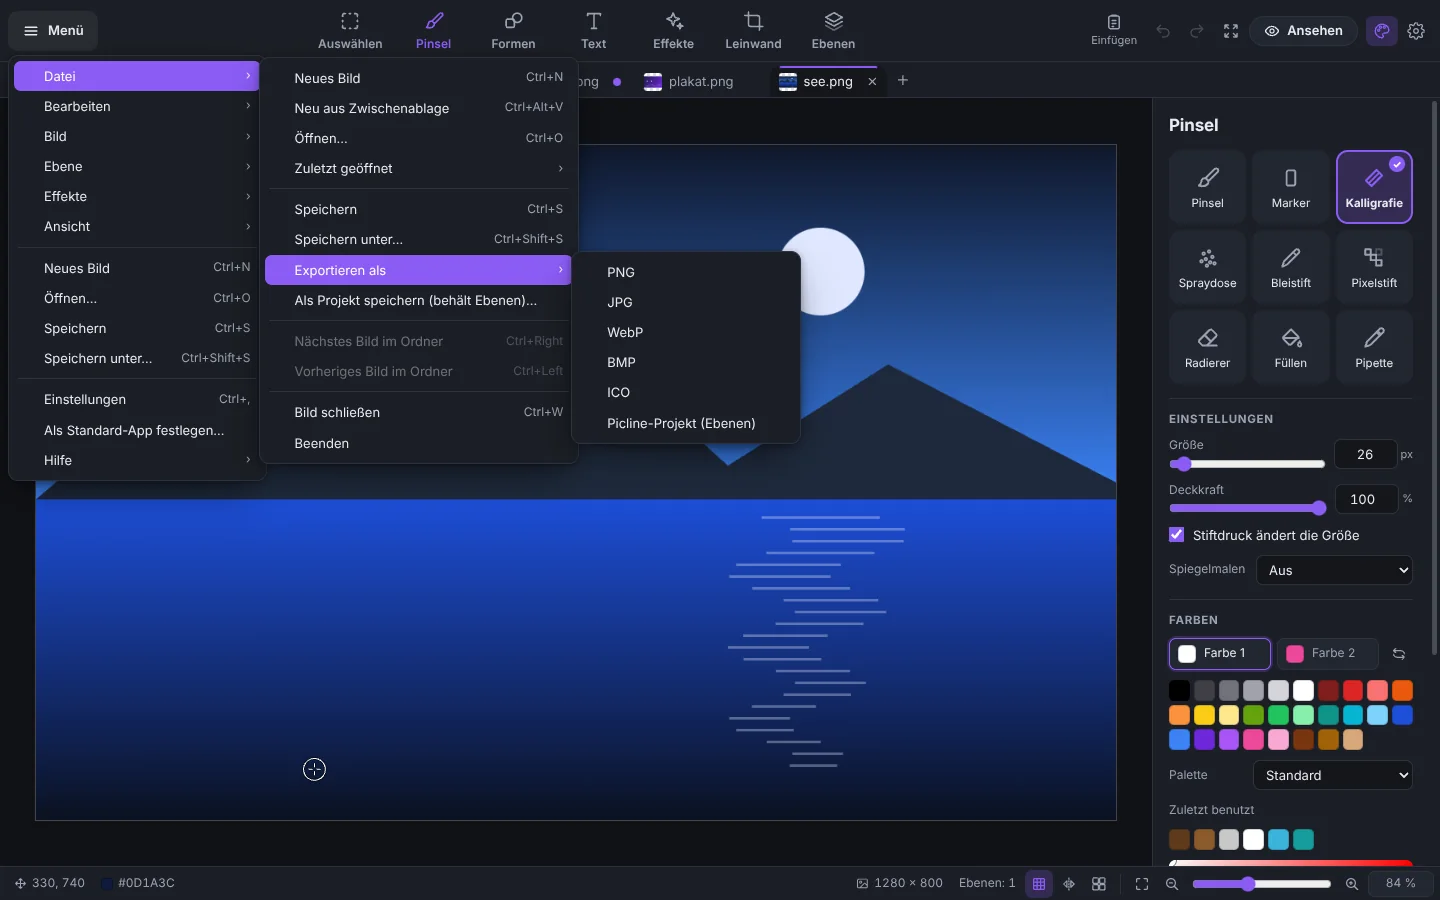 Menü
Auswählen
Pinsel
Formen
Text
Effekte
Leinwand
Ebenen
Einfügen
Ansehen
plakat.png
see.png
Datei
Bearbeiten
Bild
Ebene
Effekte
Ansicht
Neues Bild Ctrl+N
Öffnen... Ctrl+O
Speichern Ctrl+S
Speichern unter... Ctrl+Shift+S
Einstellungen Ctrl+,
Als Standard-App festlegen...
Hilfe
Neues Bild Ctrl+N
Neu aus Zwischenablage Ctrl+Alt+V
Öffnen... Ctrl+O
Zuletzt geöffnet
Speichern Ctrl+S
Speichern unter... Ctrl+Shift+S
Exportieren als
Als Projekt speichern (behält Ebenen)...
Nächstes Bild im Ordner Ctrl+Right
Vorheriges Bild im Ordner Ctrl+Left
Bild schließen Ctrl+W
Beenden
PNG
JPG
WebP
BMP
ICO
Picline-Projekt (Ebenen)
Pinsel
Pinsel
Marker
Kalligrafie
Spraydose
Bleistift
Pixelstift
Radierer
Füllen
Pipette
EINSTELLUNGEN
Größe 26 px
Deckkraft 100 %
Stiftdruck ändert die Größe
Spiegelmalen Aus
FARBEN
Farbe 1
Farbe 2
Palette Standard
Zuletzt benutzt
330, 740
#0D1A3C
1280 × 800
Ebenen: 1
84 %